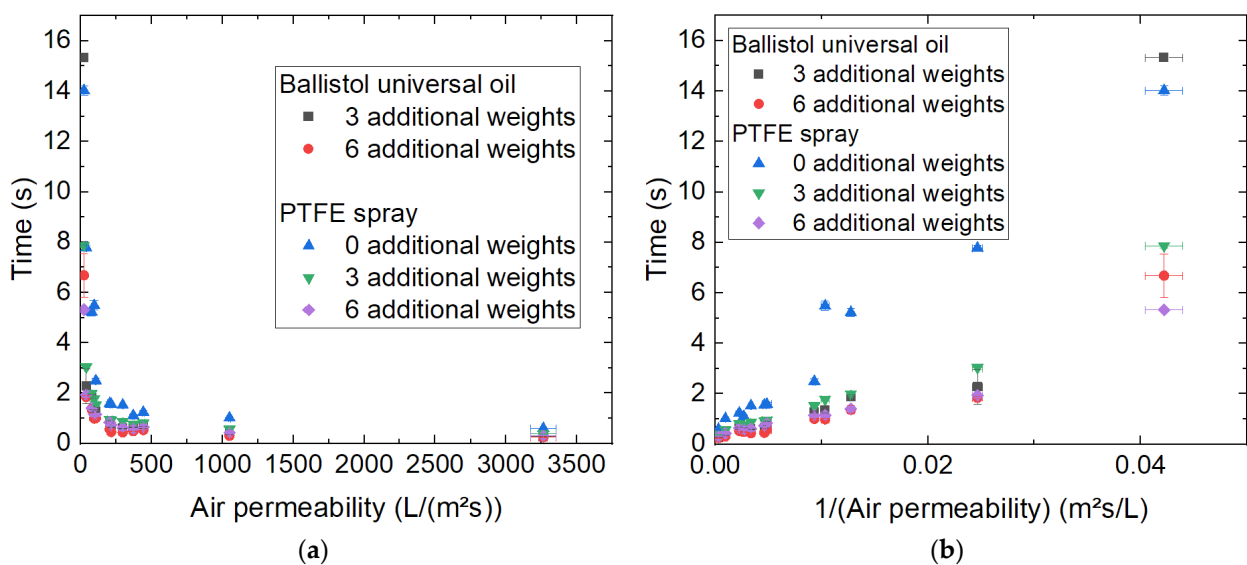 16
14
12
10
8
6
4
2
0
Time (s)
Ballistol universal oil
3 additional weights
6 additional weights
PTFE spray
0 additional weights
3 additional weights
6 additional weights
0 500 1000 1500 2000 2500 3000 3500
Air permeability (L/(m²s))
(a)
16
14
12
10
8
6
4
2
0
Time (s)
Ballistol universal oil
3 additional weights
6 additional weights
PTFE spray
0 additional weights
3 additional weights
6 additional weights
0.00 0.02 0.04
1/(Air permeability) (m²s/L)
(b)